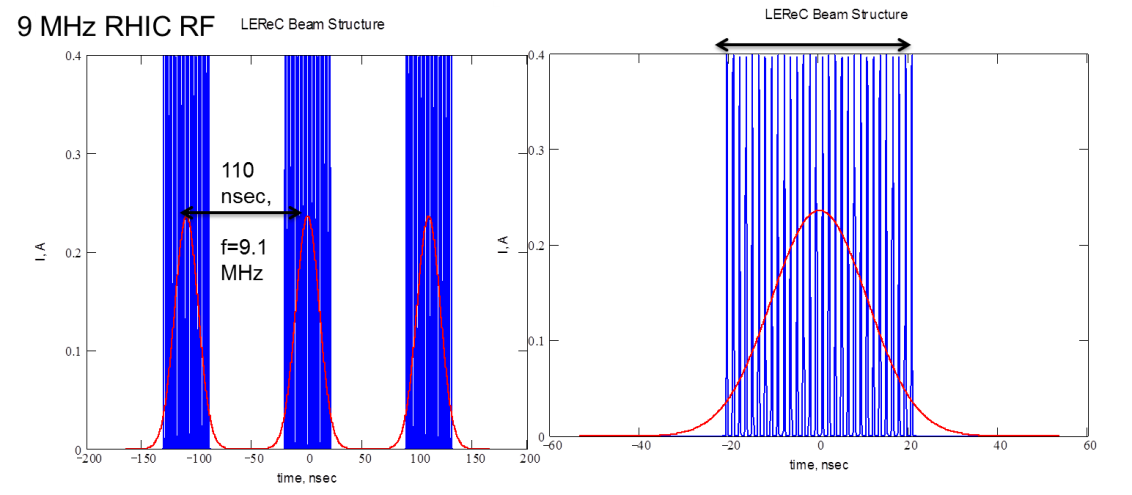 9 MHz RHIC RF
LEReC Beam Structure
0.4
0.3
0.2
0.1
0
I, A
110
nsec,
f=9.1
MHz
−200
−150
−100
−50
0
50
100
150
200
time, nsec
LEReC Beam Structure
0.4
0.3
0.2
0.1
0
I, A
−60
−40
−20
0
20
40
60
time, nsec